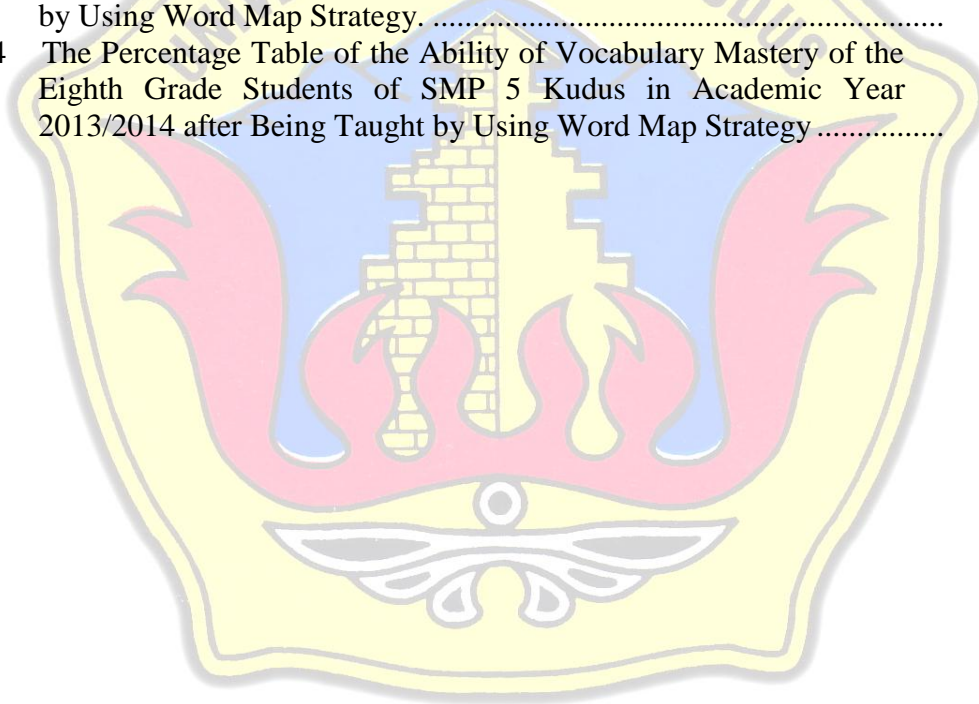 by Using Word Map Strategy. ................................................................
4 The Percentage Table of the Ability of Vocabulary Mastery of the
Eighth Grade Students of SMP 5 Kudus in Academic Year
2013/2014 after Being Taught by Using Word Map Strategy ...............